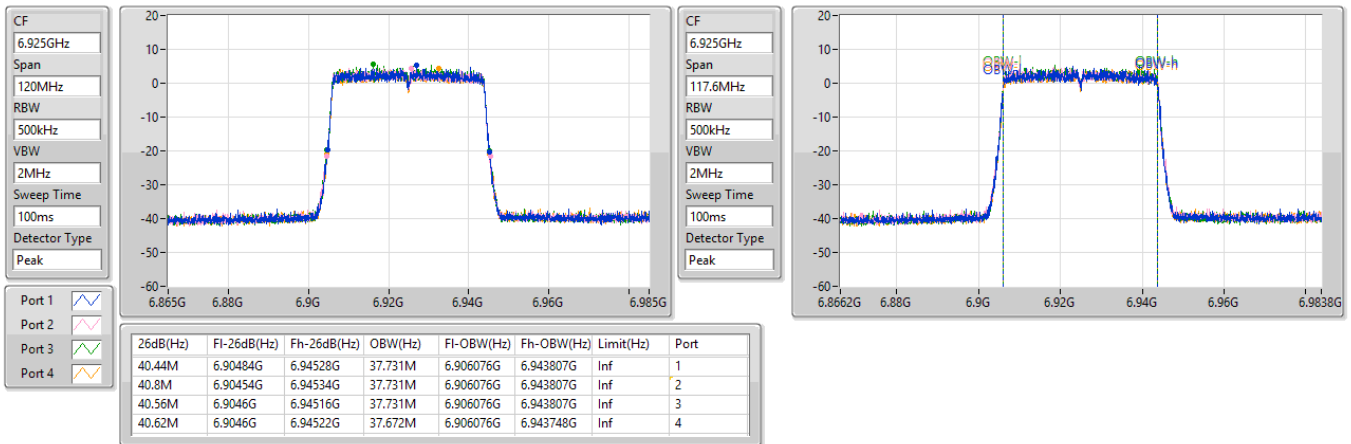 CF
6.925GHz
Span
120MHz
RBW
500kHz
VBW
2MHz
Sweep Time
100ms
Detector Type
Peak
20
10
0
-10
-20
-30
-40
-50
-60
6.865G 6.88G 6.9G 6.92G 6.94G 6.96G 6.985G
CF
6.925GHz
Span
117.6MHz
RBW
500kHz
VBW
2MHz
Sweep Time
100ms
Detector Type
Peak
20
10
0
-10
-20
-30
-40
-50
-60
OBW-l OBW-h
6.8662G 6.88G 6.9G 6.92G 6.94G 6.96G 6.9838G
Port 1
Port 2
Port 3
Port 4
26dB(Hz) Fl-26dB(Hz) Fh-26dB(Hz) OBW(Hz) Fl-OBW(Hz) Fh-OBW(Hz) Limit(Hz) Port
40.44M 6.90484G 6.94528G 37.731M 6.906076G 6.943807G Inf 1
40.8M 6.90454G 6.94534G 37.731M 6.906076G 6.943807G Inf 2
40.56M 6.9046G 6.94516G 37.731M 6.906076G 6.943807G Inf 3
40.62M 6.9046G 6.94522G 37.672M 6.906076G 6.943748G Inf 4